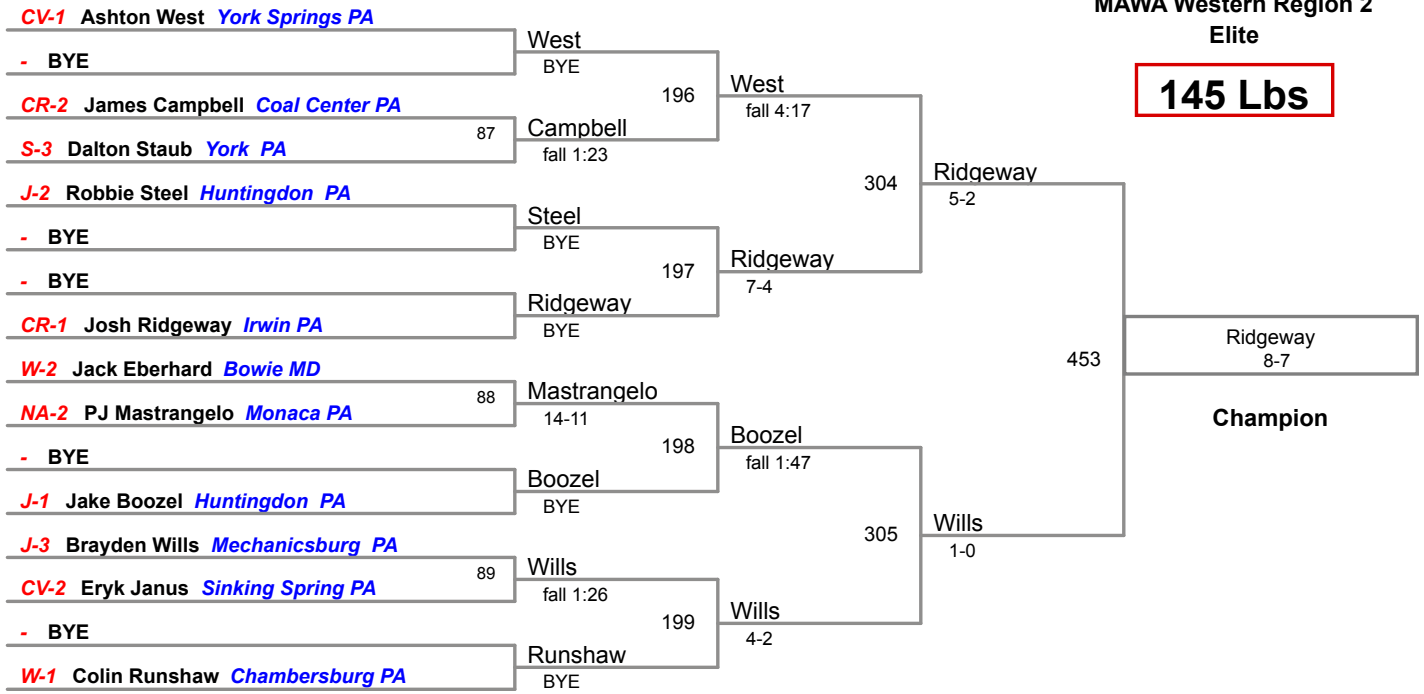 MAWA Western Region 2
Elite
145 Lbs
CV-1 Ashton West York Springs PA
- BYE
CR-2 James Campbell Coal Center PA
S-3 Dalton Staub York PA
J-2 Robbie Steel Huntingdon PA
- BYE
- BYE
CR-1 Josh Ridgeway Irwin PA
W-2 Jack Eberhard Bowie MD
NA-2 PJ Mastrangelo Monaca PA
- BYE
J-1 Jake Boozel Huntingdon PA
J-3 Brayden Wills Mechanicsburg PA
CV-2 Eryk Janus Sinking Spring PA
- BYE
W-1 Colin Runshaw Chambersburg PA
West
BYE
87
Campbell
fall 1:23
Steel
BYE
Ridgeway
BYE
88
Mastrangelo
14-11
Boozel
BYE
89
Wills
fall 1:26
Runshaw
BYE
196
West
fall 4:17
197
Ridgeway
7-4
198
Boozel
fall 1:47
199
Wills
4-2
304
Ridgeway
5-2
305
Wills
1-0
453
Ridgeway
8-7
Champion